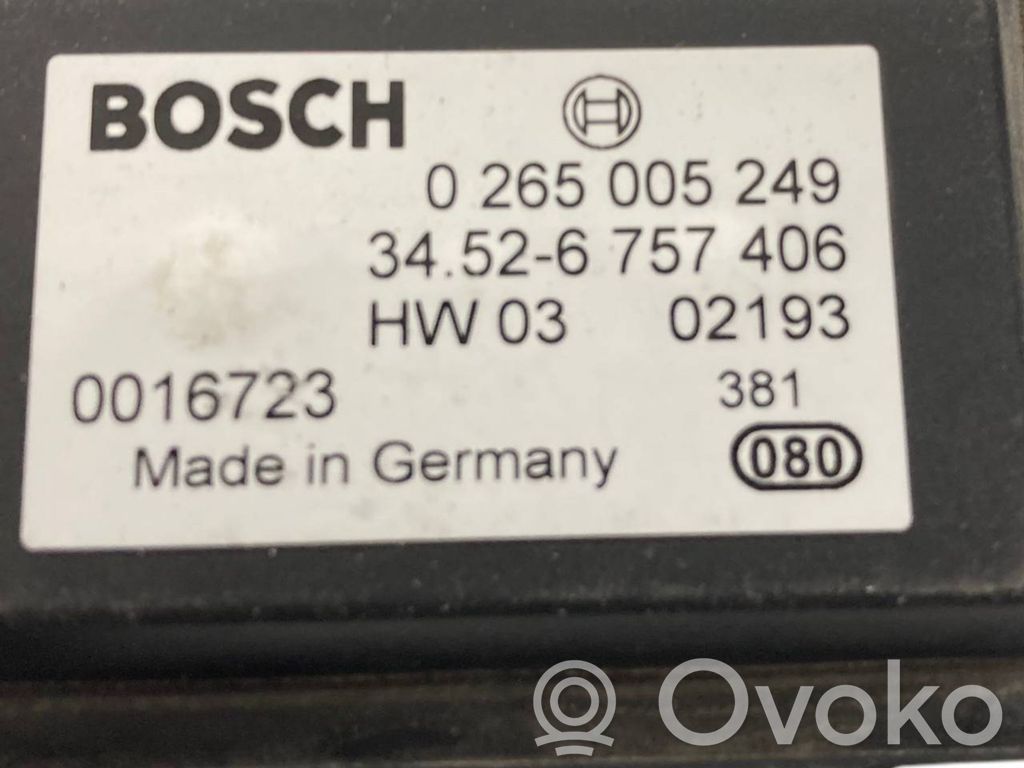 BOSCH
0 265 005 249
34.52-6 757 406
HW 03 02193
0016723 381
Made in Germany 080
Ovoko